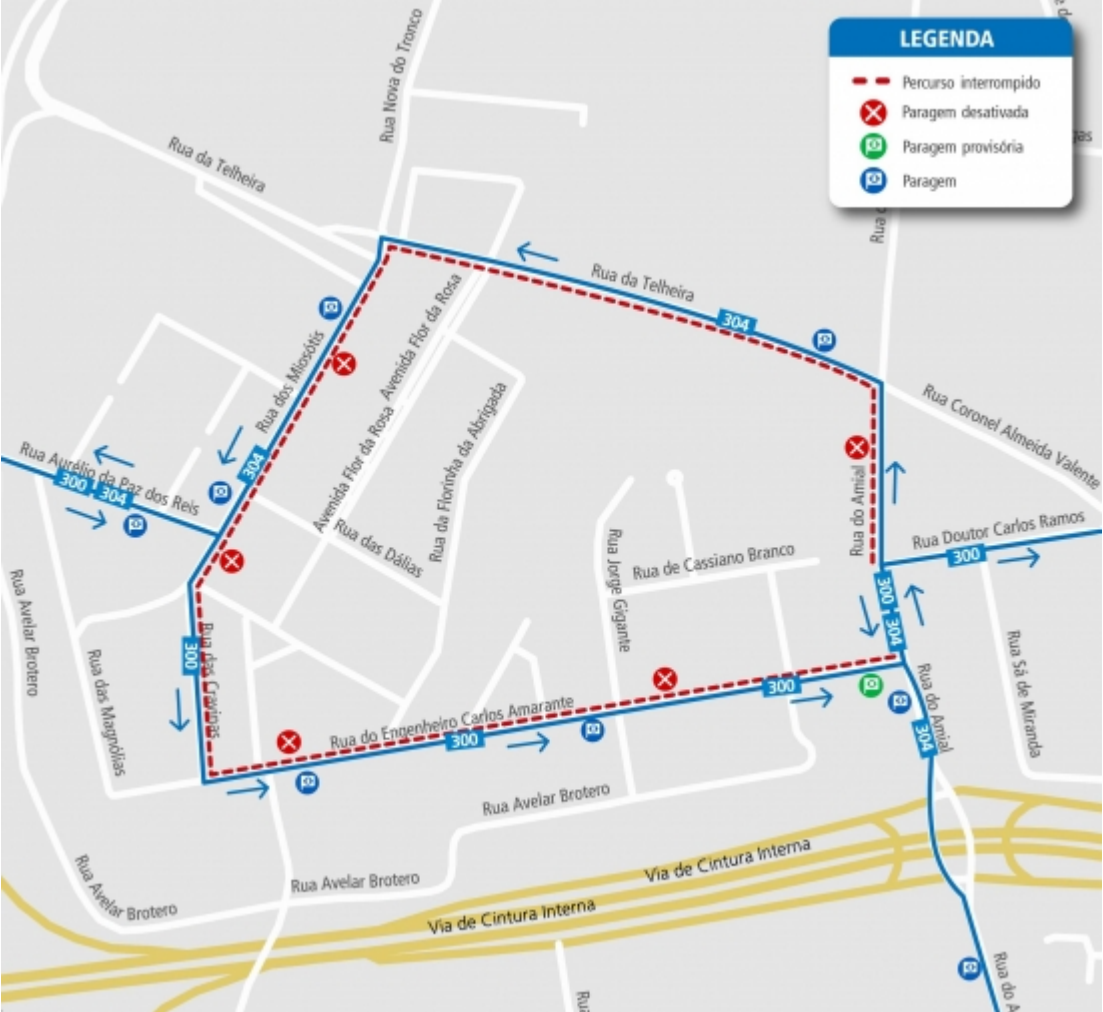 LEGENDA
Percurso interrompido
Paragem desativada
Paragem provisória
Paragem
Rua Nova do Tronco
Rua da Telheira
Rua da Telheira
304
Rua dos Miosótis
Avenida Flor da Rosa
Avenida Flor da Rosa
Rua da Florinha da Abrigada
Rua Coronel Almeida Valente
Rua Aurélio da Paz dos Reis
300
304
304
Rua das Dálias
Rua do Amial
Rua Doutor Carlos Ramos
300
Rua Jorge Gigante
Rua de Cassiano Branco
300
304
Rua Avelar Brotero
Rua das Magnólias
300
Rua das Cravinas
Rua do Engenheiro Carlos Amarante
300
300
Rua do Amial
304
Rua Sá de Miranda
Rua Avelar Brotero
Rua Avelar Brotero
Rua Avelar Brotero
Via de Cintura Interna
Via de Cintura Interna
Rua
Rua do A